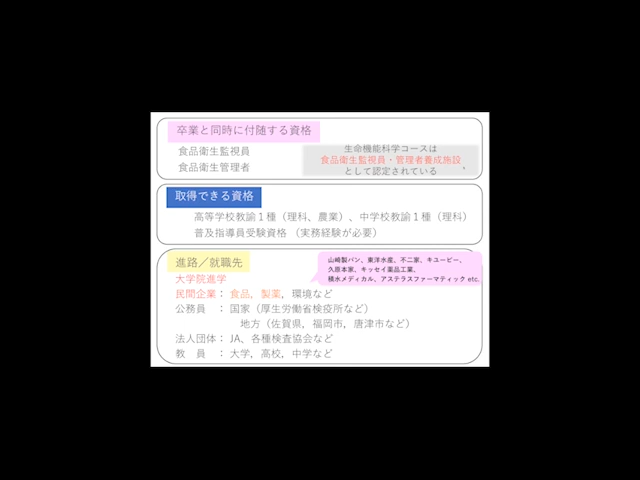 卒業と同時に付随する資格
食品衛生監視員
食品衛生管理者
生命機能科学コースは
食品衛生監視員・管理者養成施設
として認定されている
取得できる資格
高等学校教諭１種（理科、農業）、中学校教諭１種（理科）
普及指導員受験資格 （実務経験が必要）
進路／就職先
山崎製パン、東洋水産、不二家、キユーピー、
久原本家、キッセイ薬品工業、
積水メディカル、アステラスファーマティック etc.
大学院進学
民間企業： 食品，製薬，環境など
公務員 ： 国家（厚生労働省検疫所など）
地方（佐賀県，福岡市，唐津市など）
法人団体： JA、各種検査協会など
教 員 ： 大学，高校，中学など